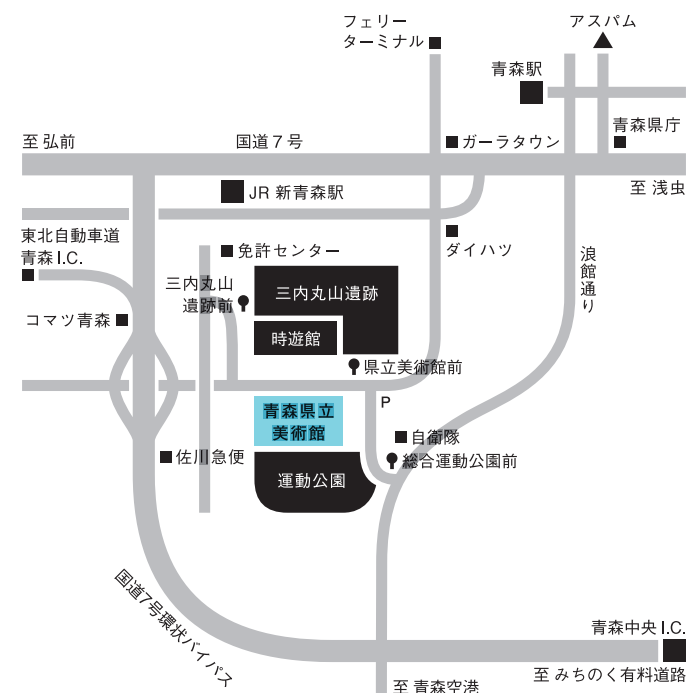 フェリー
ターミナル
アスパム
青森駅
青森県庁
至 弘前
国道7号
ガーラタウン
JR 新青森駅
至 浅虫
東北自動車道
青森 I.C.
免許センター
ダイハツ
浪館通り
三内丸山
遺跡前
三内丸山遺跡
コマツ青森
時遊館
県立美術館前
P
青森県立
美術館
自衛隊
佐川急便
総合運動公園前
運動公園
国道7号環状バイパス
青森中央 I.C.
至 みちのく有料道路
至 青森空港